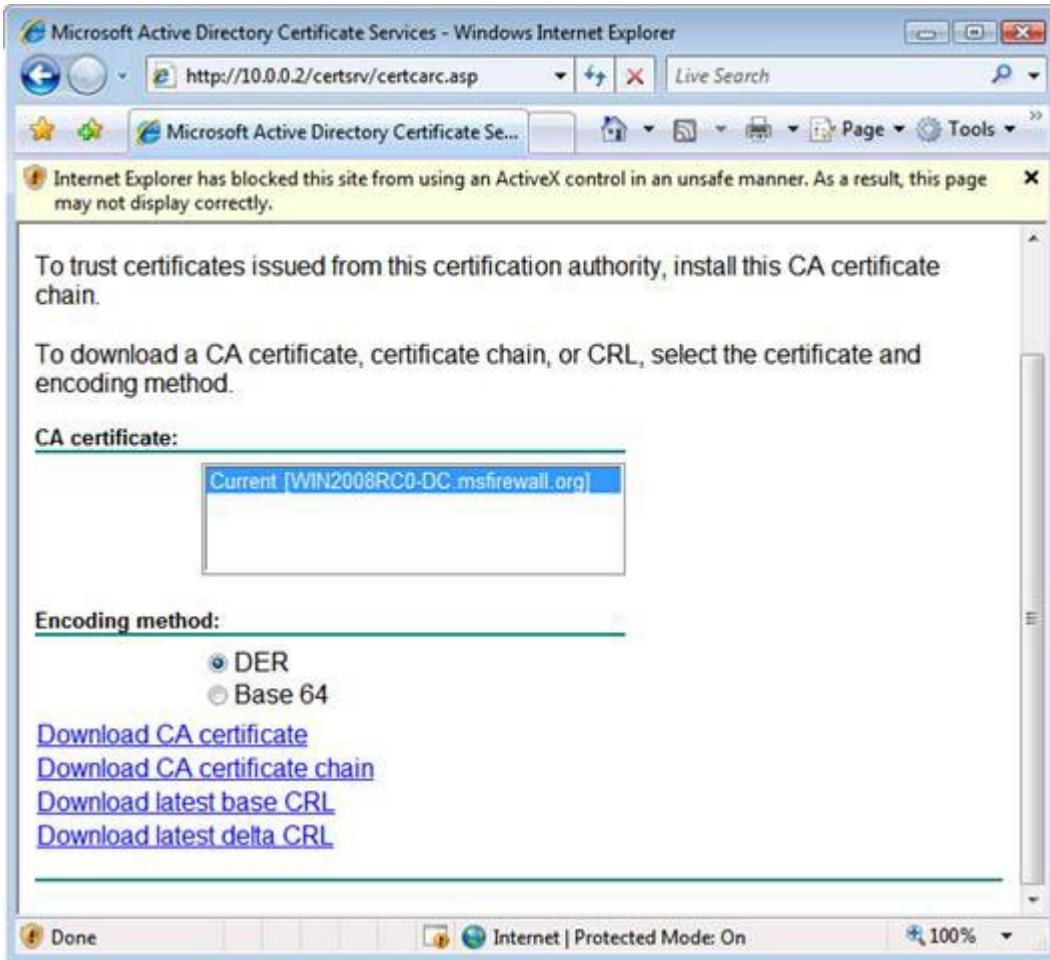 Microsoft Active Directory Certificate Services - Windows Internet Explorer
http://10.0.0.2/certsrv/certcarc.asp
Live Search
Microsoft Active Directory Certificate Se...
Page
Tools
Internet Explorer has blocked this site from using an ActiveX control in an unsafe manner. As a result, this page
may not display correctly.
To trust certificates issued from this certification authority, install this CA certificate
chain.
To download a CA certificate, certificate chain, or CRL, select the certificate and
encoding method.
CA certificate:
Current [WIN2008RC0-DC.msfirewall.org]
Encoding method:
DER
Base 64
Download CA certificate
Download CA certificate chain
Download latest base CRL
Download latest delta CRL
Done
Internet | Protected Mode: On
100%